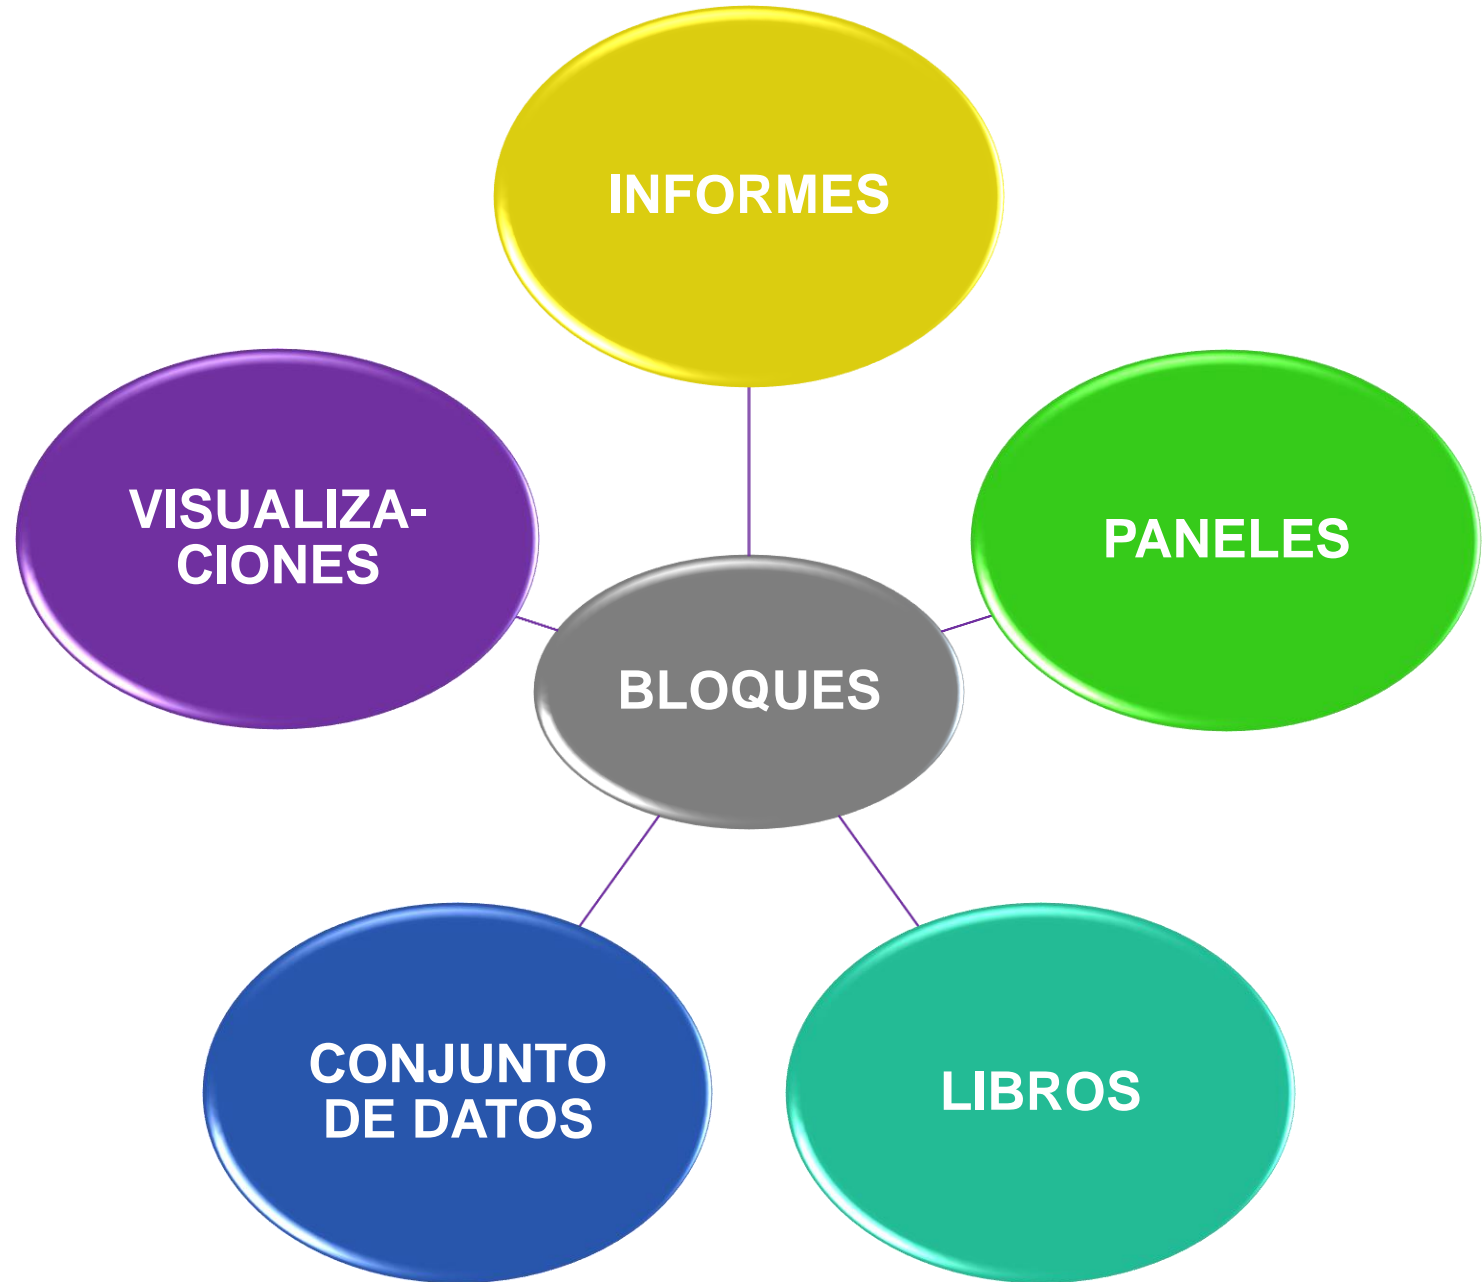 INFORMES
VISUALIZA-
CIONES
PANELES
BLOQUES
CONJUNTO
DE DATOS
LIBROS